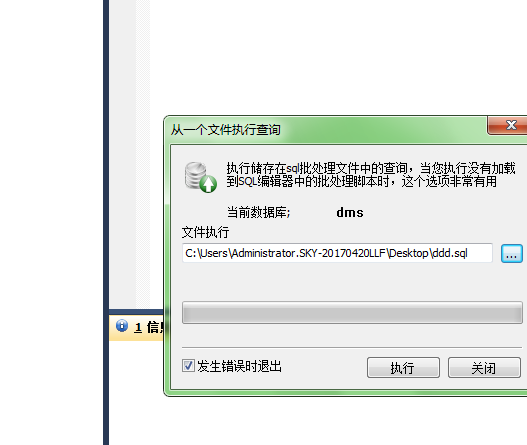 从一个文件执行查询
执行储存在sql批处理文件中的查询，当您执行没有加载
到SQL编辑器中的批处理脚本时，这个选项非常有用
当前数据库; dms
文件执行
C:\Users\Administrator.SKY-20170420LLF\Desktop\ddd.sql
...
1 信
发生错误时退出
执行
关闭